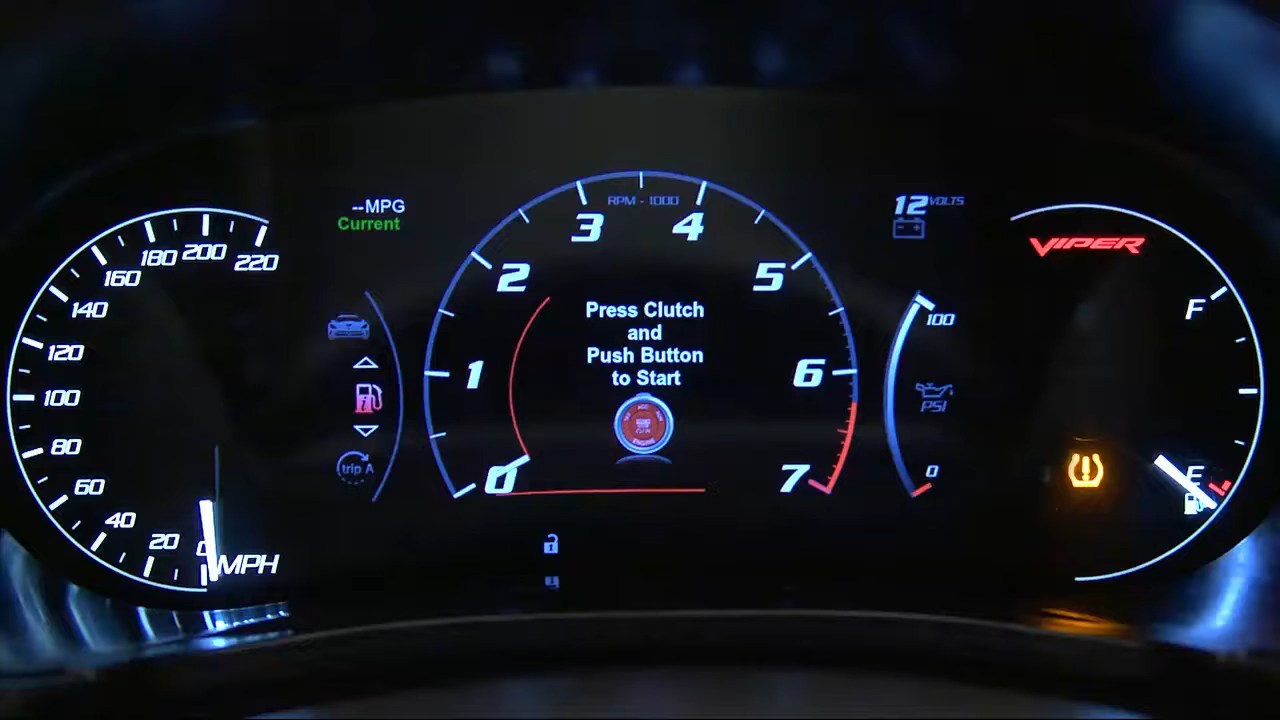 --MPG
Current
12 VOLTS
RPM - 1000
VIPER
0
20
40
60
80
100
120
140
160
180
200
220
MPH
trip A
0
1
2
3
4
5
6
7
Press Clutch
and
Push Button
to Start
ENGINE
100
PSI
0
F
E